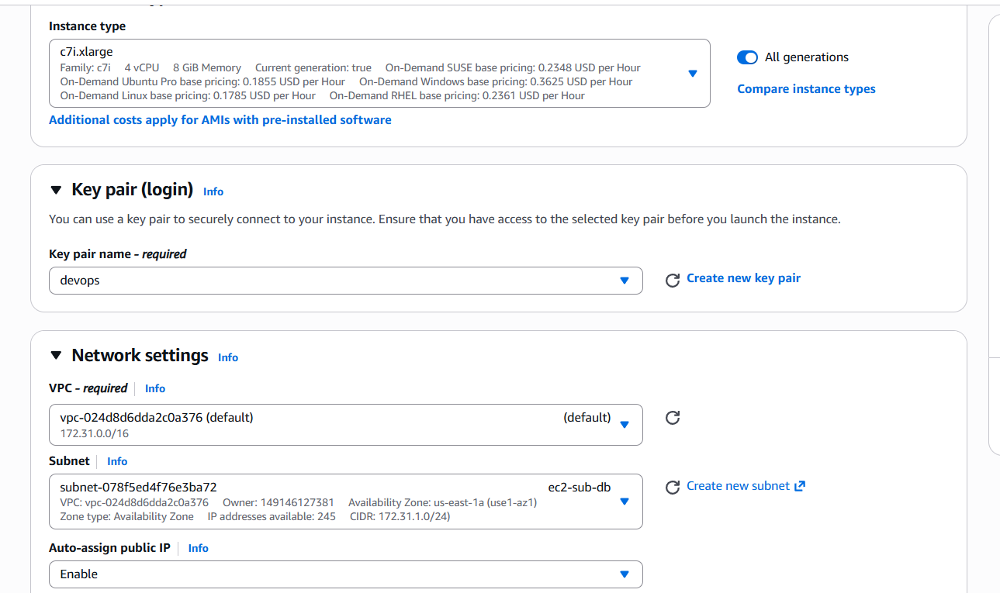 Instance type
c7i.xlarge
Family: c7i 4 vCPU 8 GiB Memory Current generation: true On-Demand SUSE base pricing: 0.2348 USD per Hour
On-Demand Ubuntu Pro base pricing: 0.1855 USD per Hour On-Demand Windows base pricing: 0.3625 USD per Hour
On-Demand Linux base pricing: 0.1785 USD per Hour On-Demand RHEL base pricing: 0.2361 USD per Hour
All generations
Compare instance types
Additional costs apply for AMIs with pre-installed software
Key pair (login) Info
You can use a key pair to securely connect to your instance. Ensure that you have access to the selected key pair before you launch the instance.
Key pair name - required
devops
Create new key pair
Network settings Info
VPC - required Info
vpc-024d8d6dda2c0a376 (default) (default)
172.31.0.0/16
Subnet Info
subnet-078f5ed4f76e3ba72 ec2-sub-db
VPC: vpc-024d8d6dda2c0a376 Owner: 149146127381 Availability Zone: us-east-1a (use1-az1)
Zone type: Availability Zone IP addresses available: 245 CIDR: 172.31.1.0/24)
Create new subnet
Auto-assign public IP Info
Enable